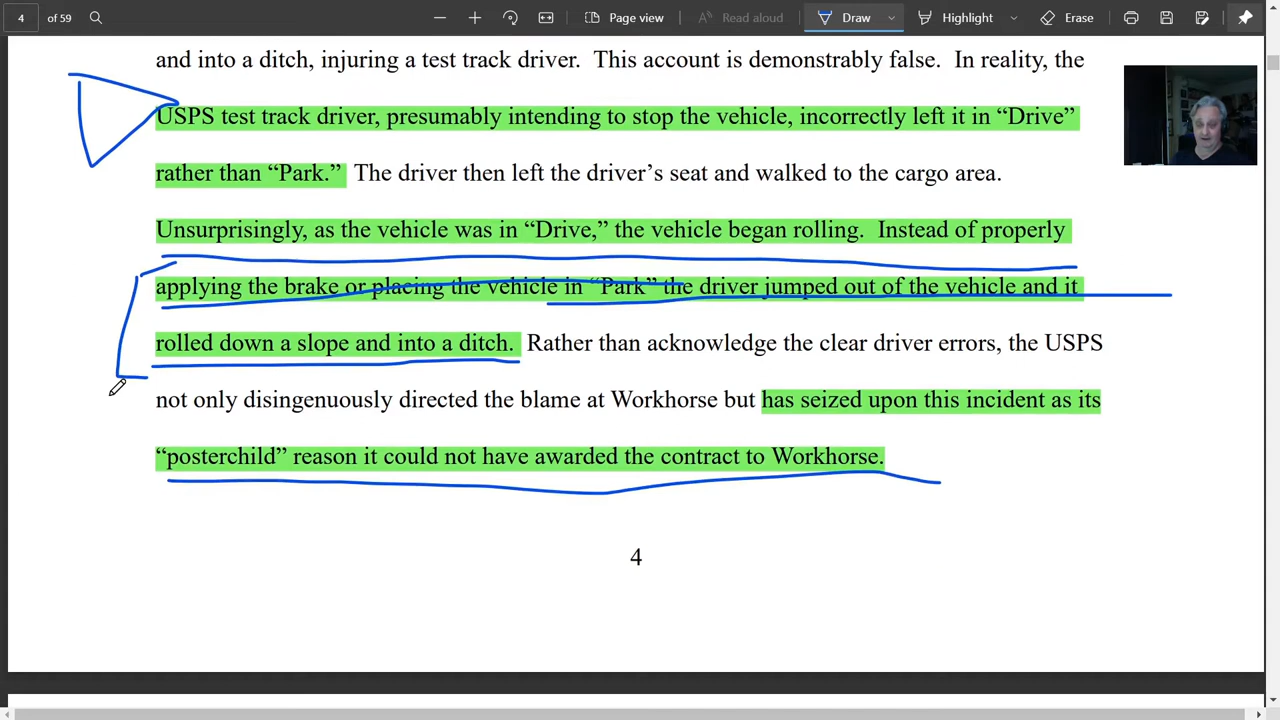 4 of 59 Page view Read aloud Draw Highlight Erase
and into a ditch, injuring a test track driver. This account is demonstrably false. In reality, the
USPS test track driver, presumably intending to stop the vehicle, incorrectly left it in “Drive”
rather than “Park.” The driver then left the driver’s seat and walked to the cargo area.
Unsurprisingly, as the vehicle was in “Drive,” the vehicle began rolling. Instead of properly
applying the brake or placing the vehicle in “Park” the driver jumped out of the vehicle and it
rolled down a slope and into a ditch. Rather than acknowledge the clear driver errors, the USPS
not only disingenuously directed the blame at Workhorse but has seized upon this incident as its
“posterchild” reason it could not have awarded the contract to Workhorse.
4